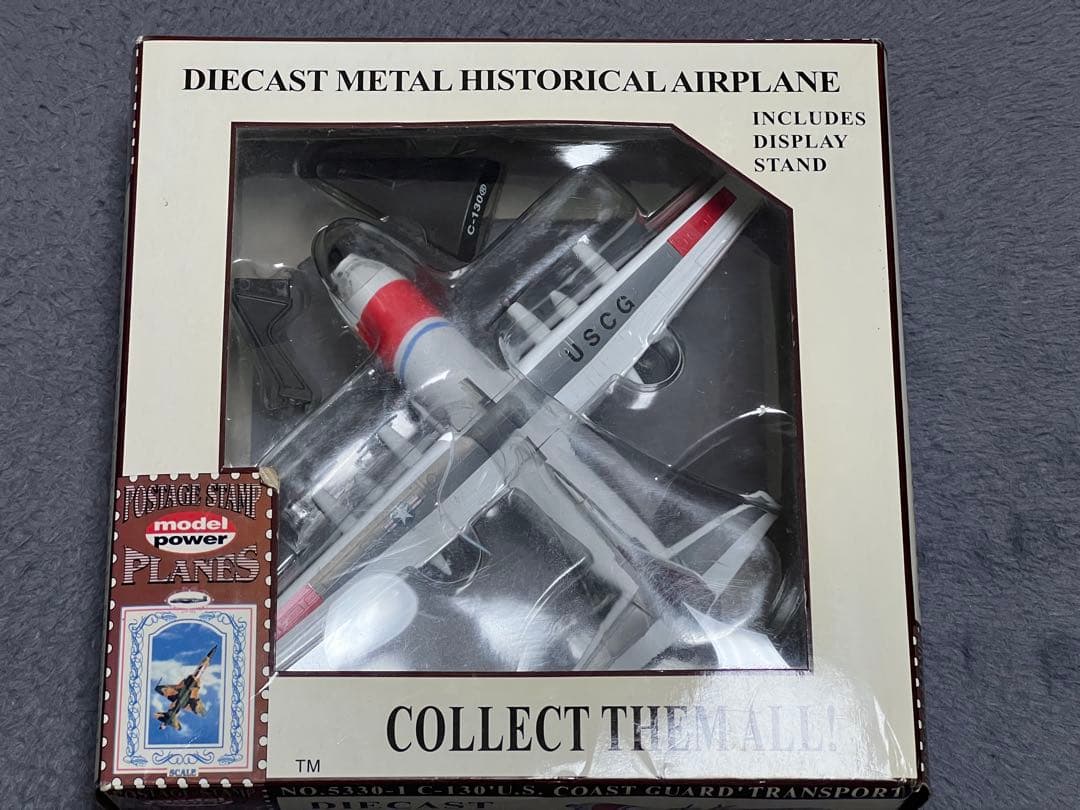 DIECAST METAL HISTORICAL AIRPLANE
INCLUDES
DISPLAY
STAND
C-130
USCG
POSTAGE STAMP
model
power
PLANES
SCALE
COLLECT THEM ALL!
TM
NO.5330-1 C-130'U.S. COAST GUARD'TRANSPORT
DIECAST